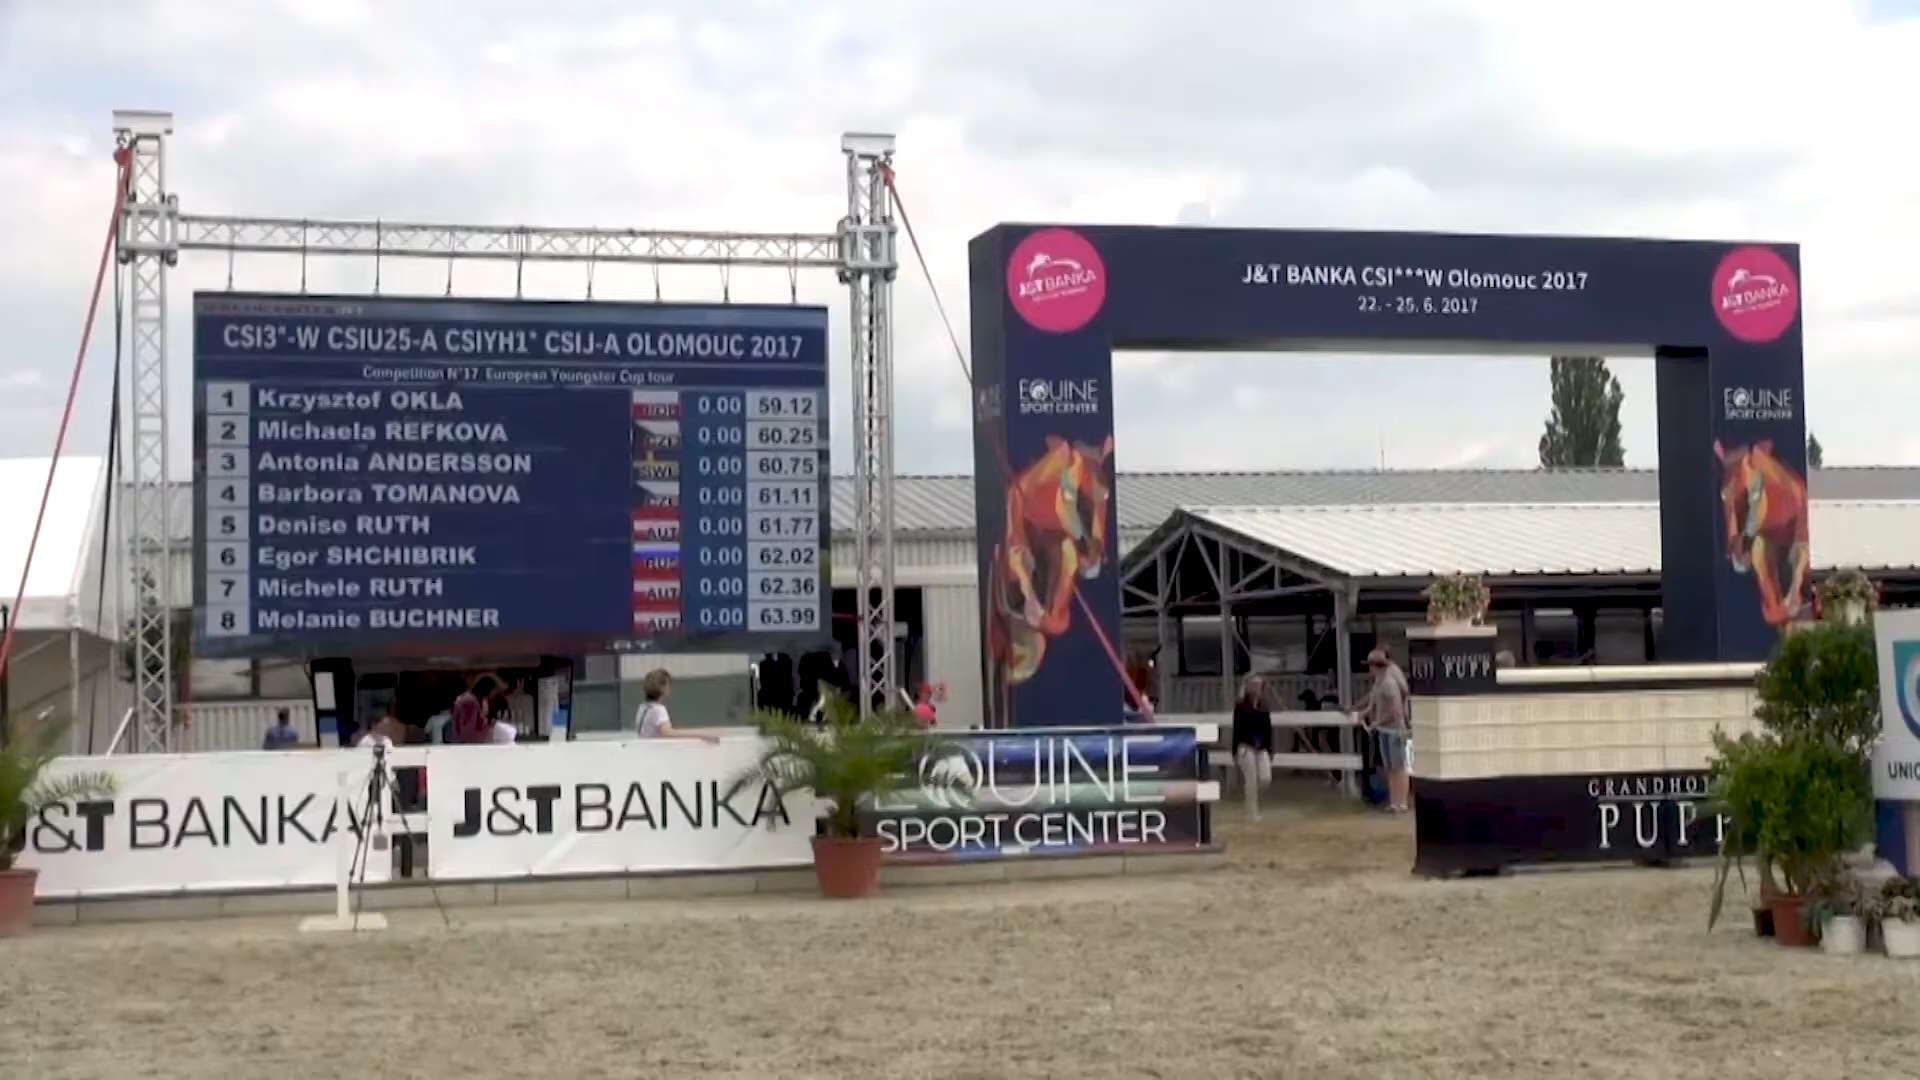 CSI3*-W CSIU25-A CSIYH1* CSIJ-A OLOMOUC 2017
Competition N°17 European Youngster Cup tour
1 Krzysztof OKLA 0.00 59.12
2 Michaela REFKOVA CZE 0.00 60.25
3 Antonia ANDERSSON SWE 0.00 60.75
4 Barbora TOMANOVA CZE 0.00 61.11
5 Denise RUTH AUT 0.00 61.77
6 Egor SHCHIBRIK RUS 0.00 62.02
7 Michele RUTH AUT 0.00 62.36
8 Melanie BUCHNER AUT 0.00 63.99
J&T BANKA
J&T BANKA CSI***W Olomouc 2017
22. - 25. 6. 2017
J&T BANKA
EQUINE
SPORT CENTER
EQUINE
SPORT CENTER
PUPP
J&T BANKA
J&T BANKA
EQUINE
SPORT CENTER
GRANDHO
PUPP
UNIC